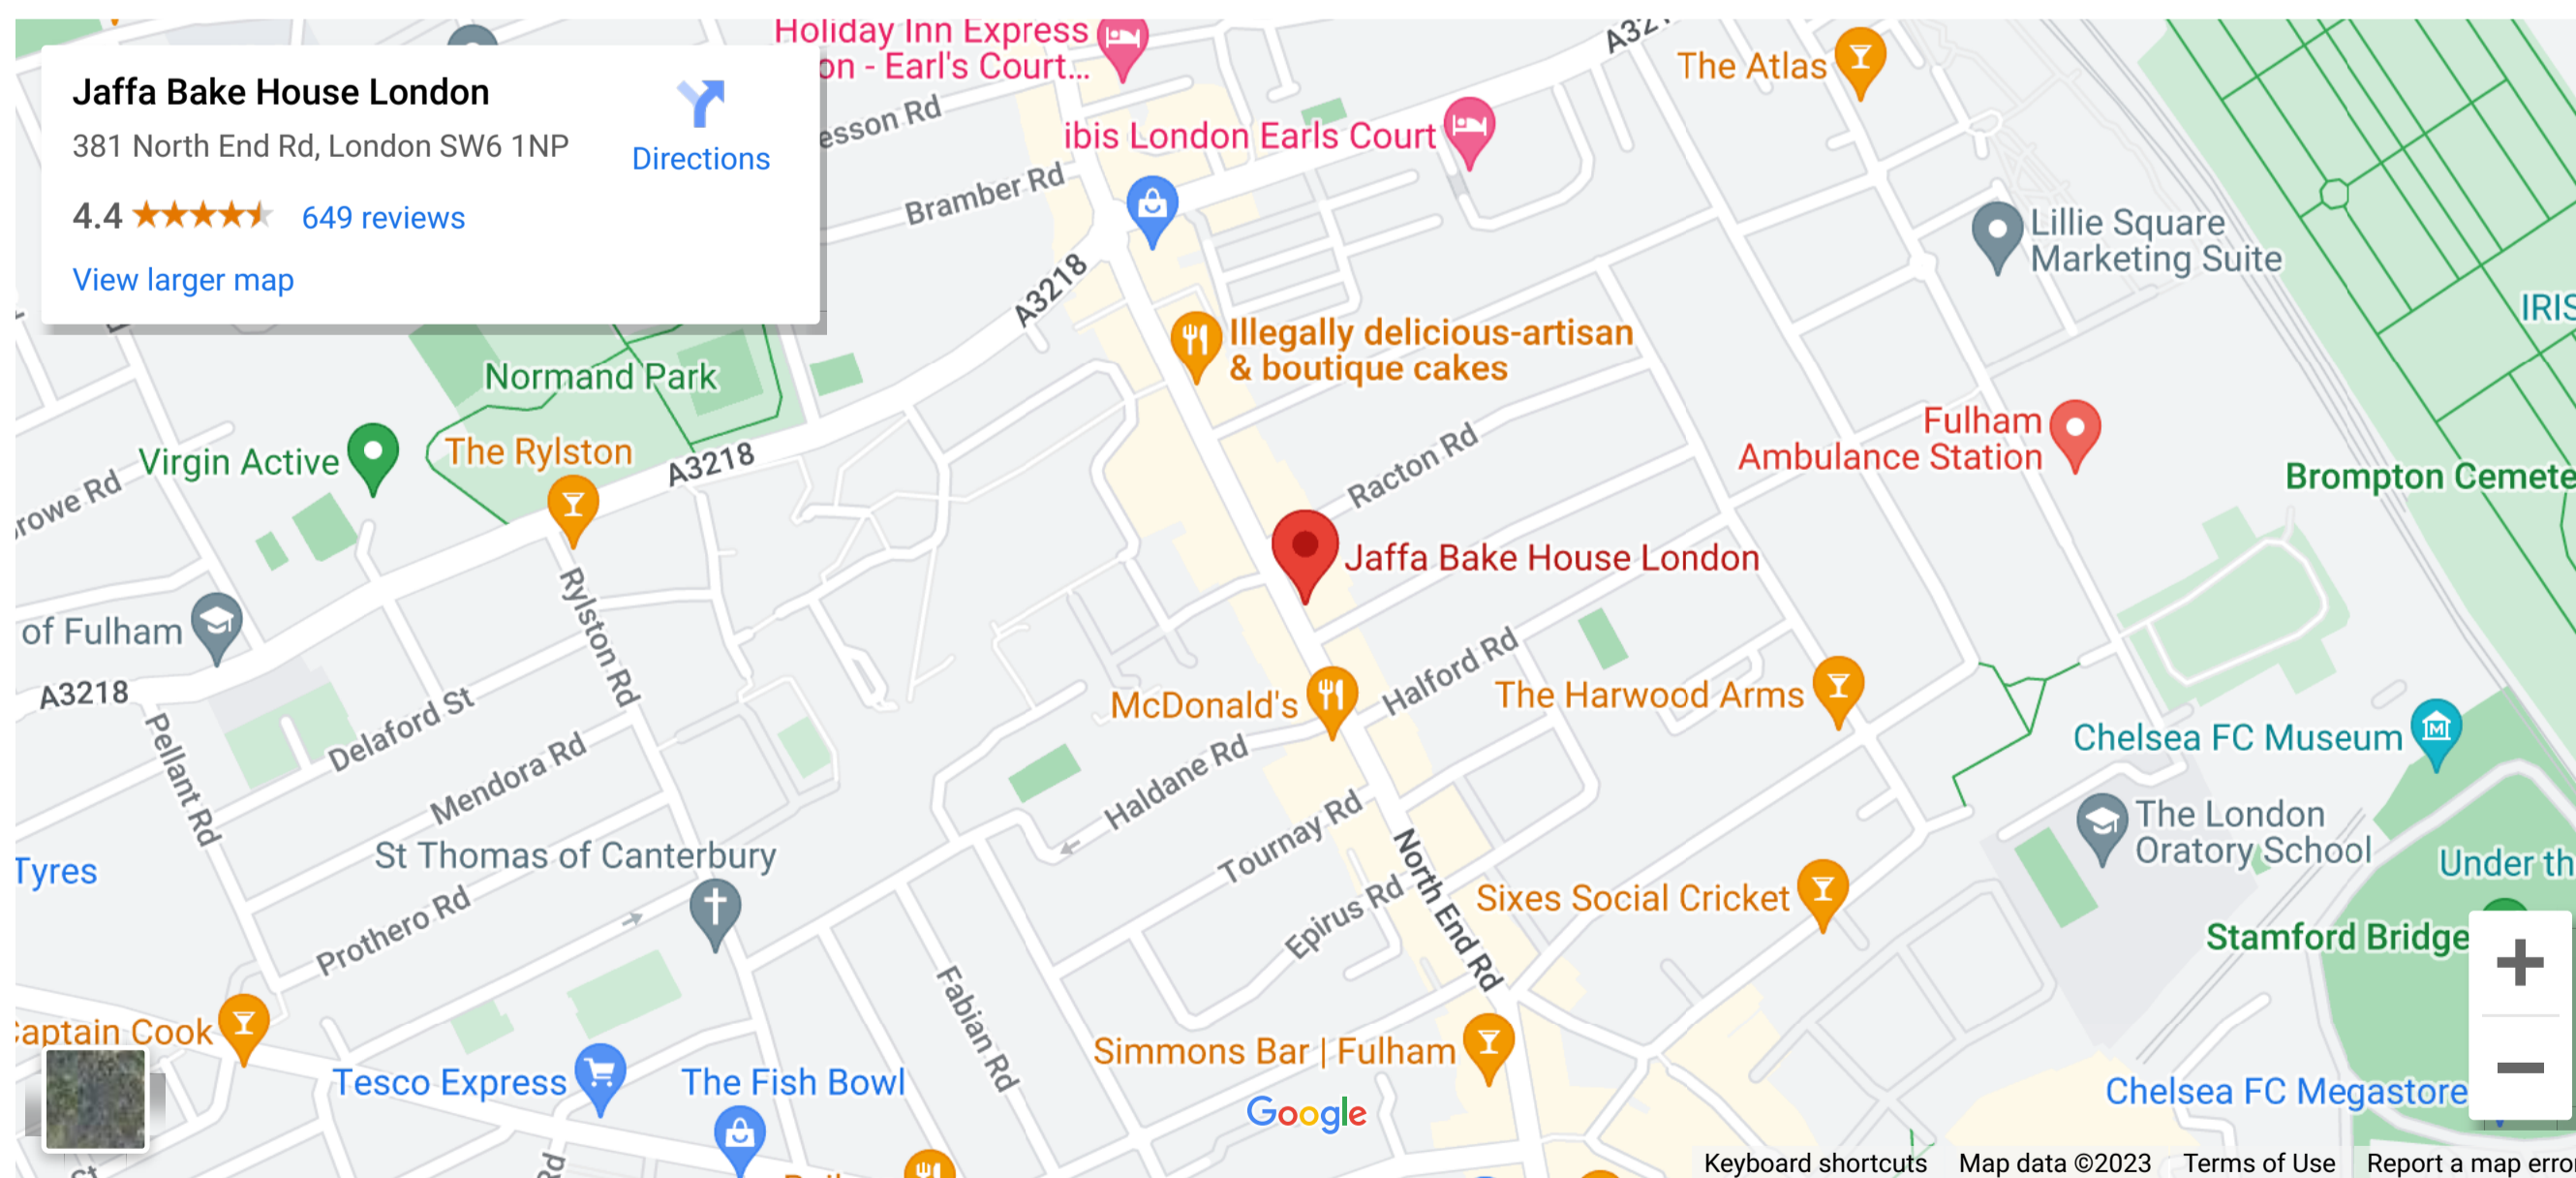 Jaffa Bake House London
381 North End Rd, London SW6 1NP
4.4
649 reviews
View larger map
Directions
Holiday Inn Express
on - Earl's Court...
esson Rd
Bramber Rd
ibis London Earls Court
The Atlas
A3218
Lillie Square
Marketing Suite
IRIS
Illegally delicious-artisan
& boutique cakes
Normand Park
Virgin Active
The Rylston
A3218
rowe Rd
Racton Rd
Fulham
Ambulance Station
Brompton Cemete
Jaffa Bake House London
of Fulham
A3218
Rylston Rd
Pellant Rd
Delaford St
Mendora Rd
McDonald's
Halford Rd
The Harwood Arms
Chelsea FC Museum
Haldane Rd
Tournay Rd
The London
Oratory School
Tyres
St Thomas of Canterbury
Prothero Rd
Epirus Rd
North End Rd
Sixes Social Cricket
Under th
Stamford Bridge
Captain Cook
Fabian Rd
Simmons Bar | Fulham
Tesco Express
The Fish Bowl
Chelsea FC Megastore
Google
St
Rd
Keyboard shortcuts
Map data ©2023
Terms of Use
Report a map error